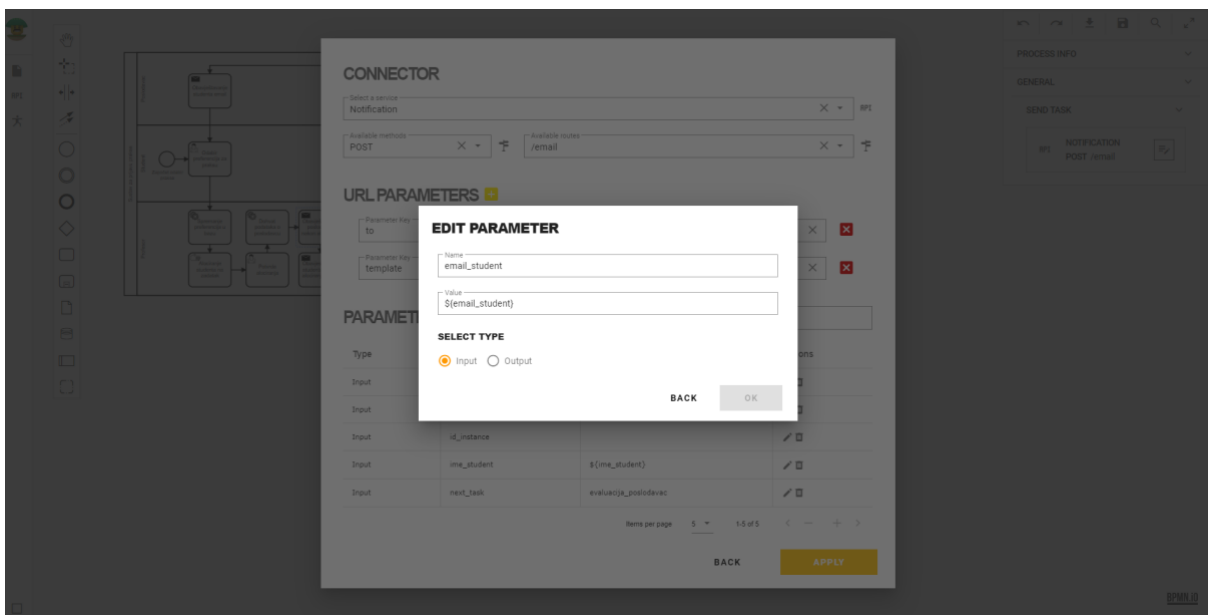 PROCESS INFO
GENERAL
SEND TASK
NOTIFICATION
POST /email
CONNECTOR
Select a service
Notification
API
Available methods
POST
Available routes
/email
URL PARAMETERS
Parameter Key
to
Parameter Key
template
EDIT PARAMETER
Name
email_student
Value
${email_student}
SELECT TYPE
Input Output
BACK OK
Type
Input
Input
Input id_instance
Input ime_student ${ime_student}
Input next_task evaluacija_poslodavac
Items per page 5 1-5 of 5
BACK APPLY
BPMN.iO